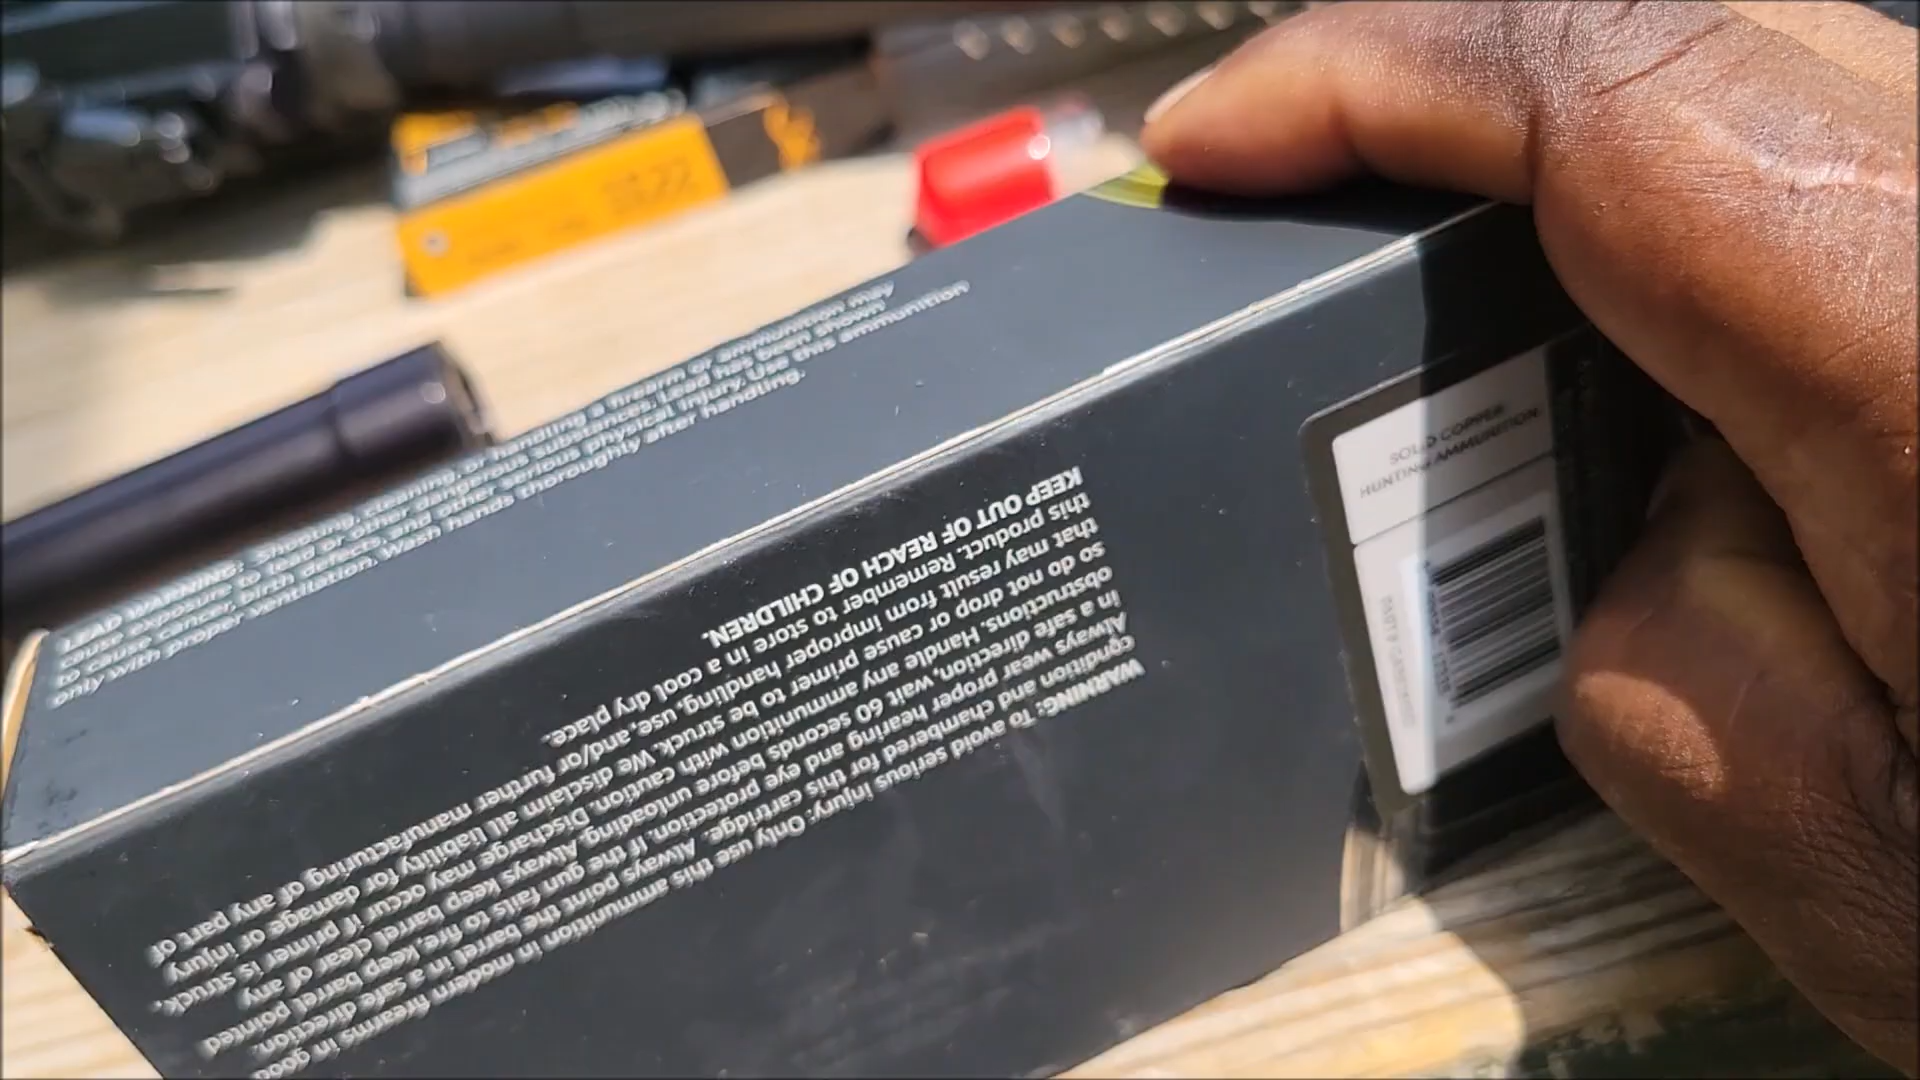 LEAD WARNING: Shooting, cleaning, or handling a firearm or ammunition may
cause exposure to lead or other dangerous substances. Lead has been shown
to cause cancer, birth defects, and other serious physical injury. Use this ammunition
only with proper ventilation. Wash hands thoroughly after handling.
WARNING: To avoid serious injury: Only use this ammunition in modern firearms in good
condition and chambered for this cartridge. Always point the barrel in a safe direction.
Always wear proper hearing and eye protection. If the gun fails to fire, keep barrel pointed
in a safe direction, wait 60 seconds before unloading. Always keep barrel clear of any
obstructions. Handle any ammunition with caution. Discharge may occur if primer is struck,
so do not drop or cause primer to be struck. We disclaim all liability for damage or injury
that may result from improper handling, use, and/or further manufacturing of any part of
this product. Remember to store in a cool dry place.
KEEP OUT OF REACH OF CHILDREN.
SOLID COPPER
HUNTING AMMUNITION